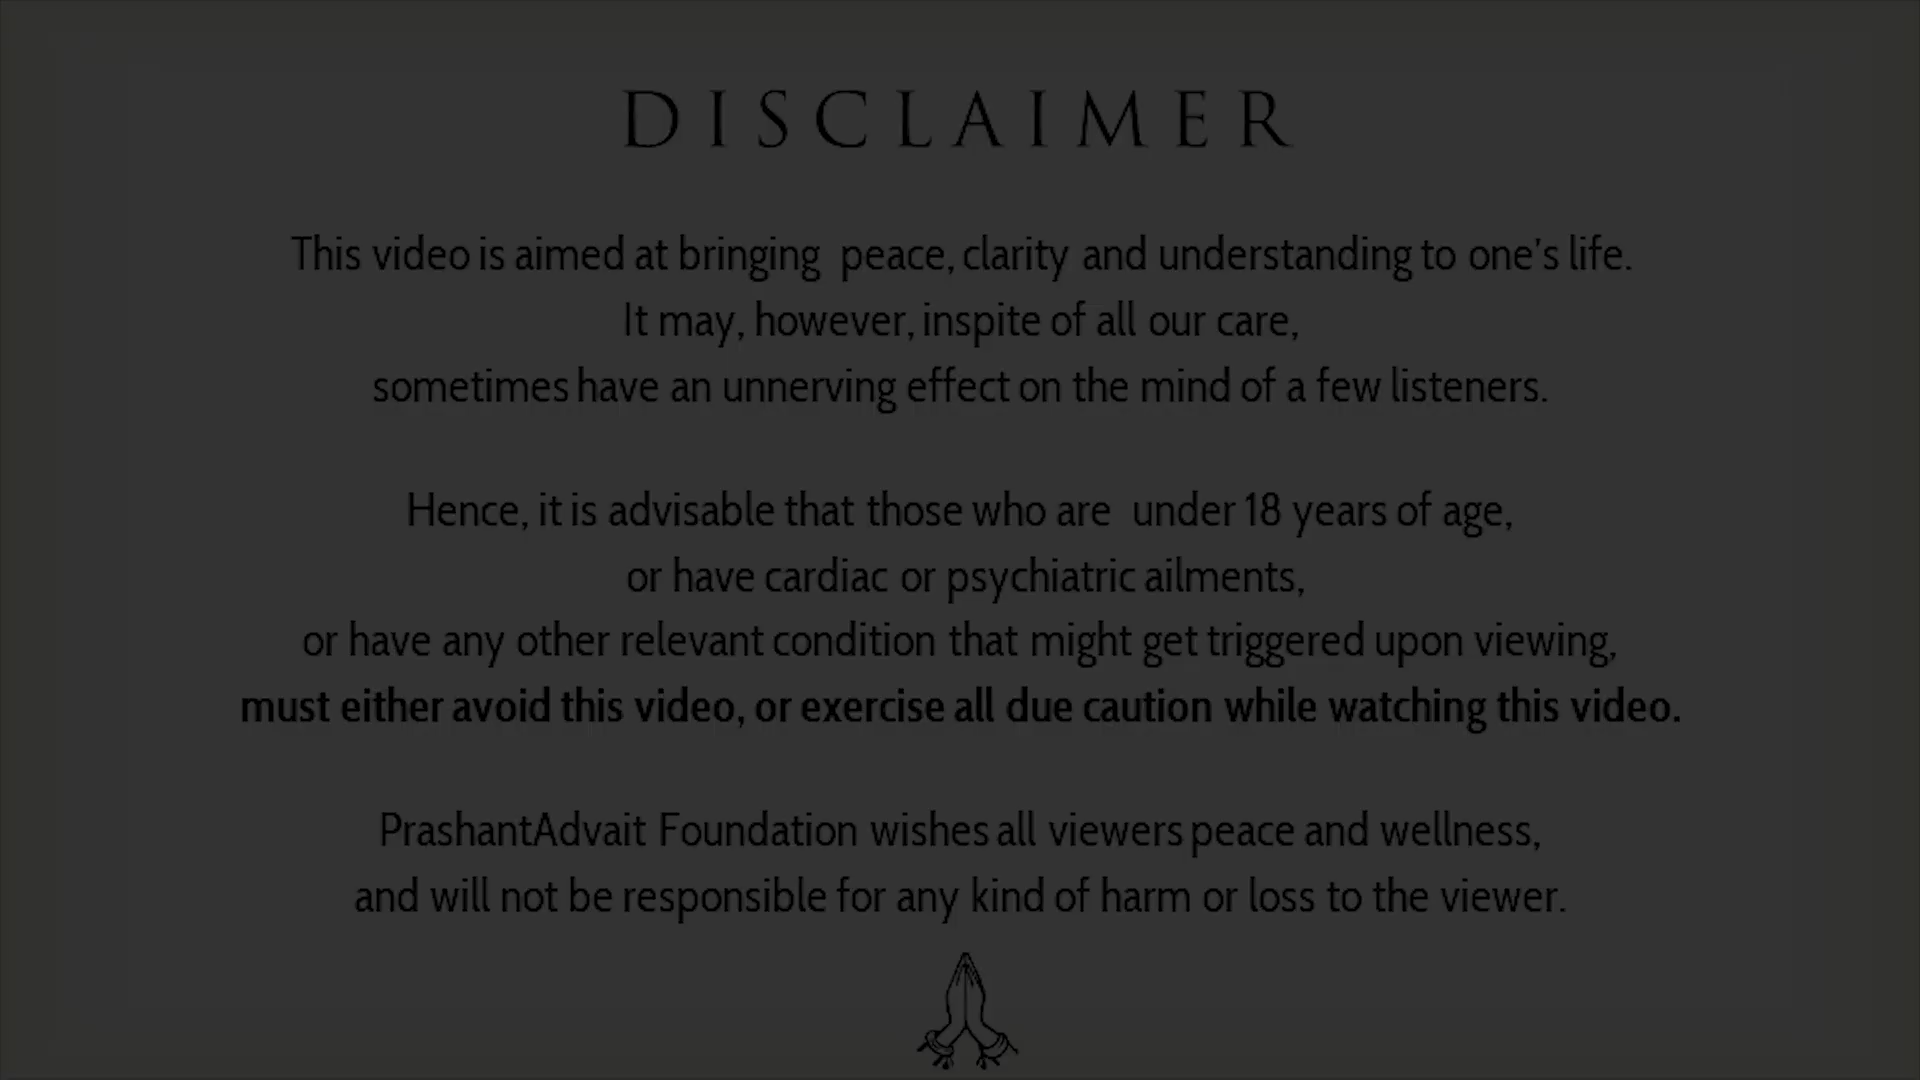 DISCLAIMER
This video is aimed at bringing peace, clarity and understanding to one's life.
It may, however, inspite of all our care,
sometimes have an unnerving effect on the mind of a few listeners.
Hence, it is advisable that those who are under 18 years of age,
or have cardiac or psychiatric ailments,
or have any other relevant condition that might get triggered upon viewing,
must either avoid this video, or exercise all due caution while watching this video.
PrashantAdvait Foundation wishes all viewers peace and wellness,
and will not be responsible for any kind of harm or loss to the viewer.